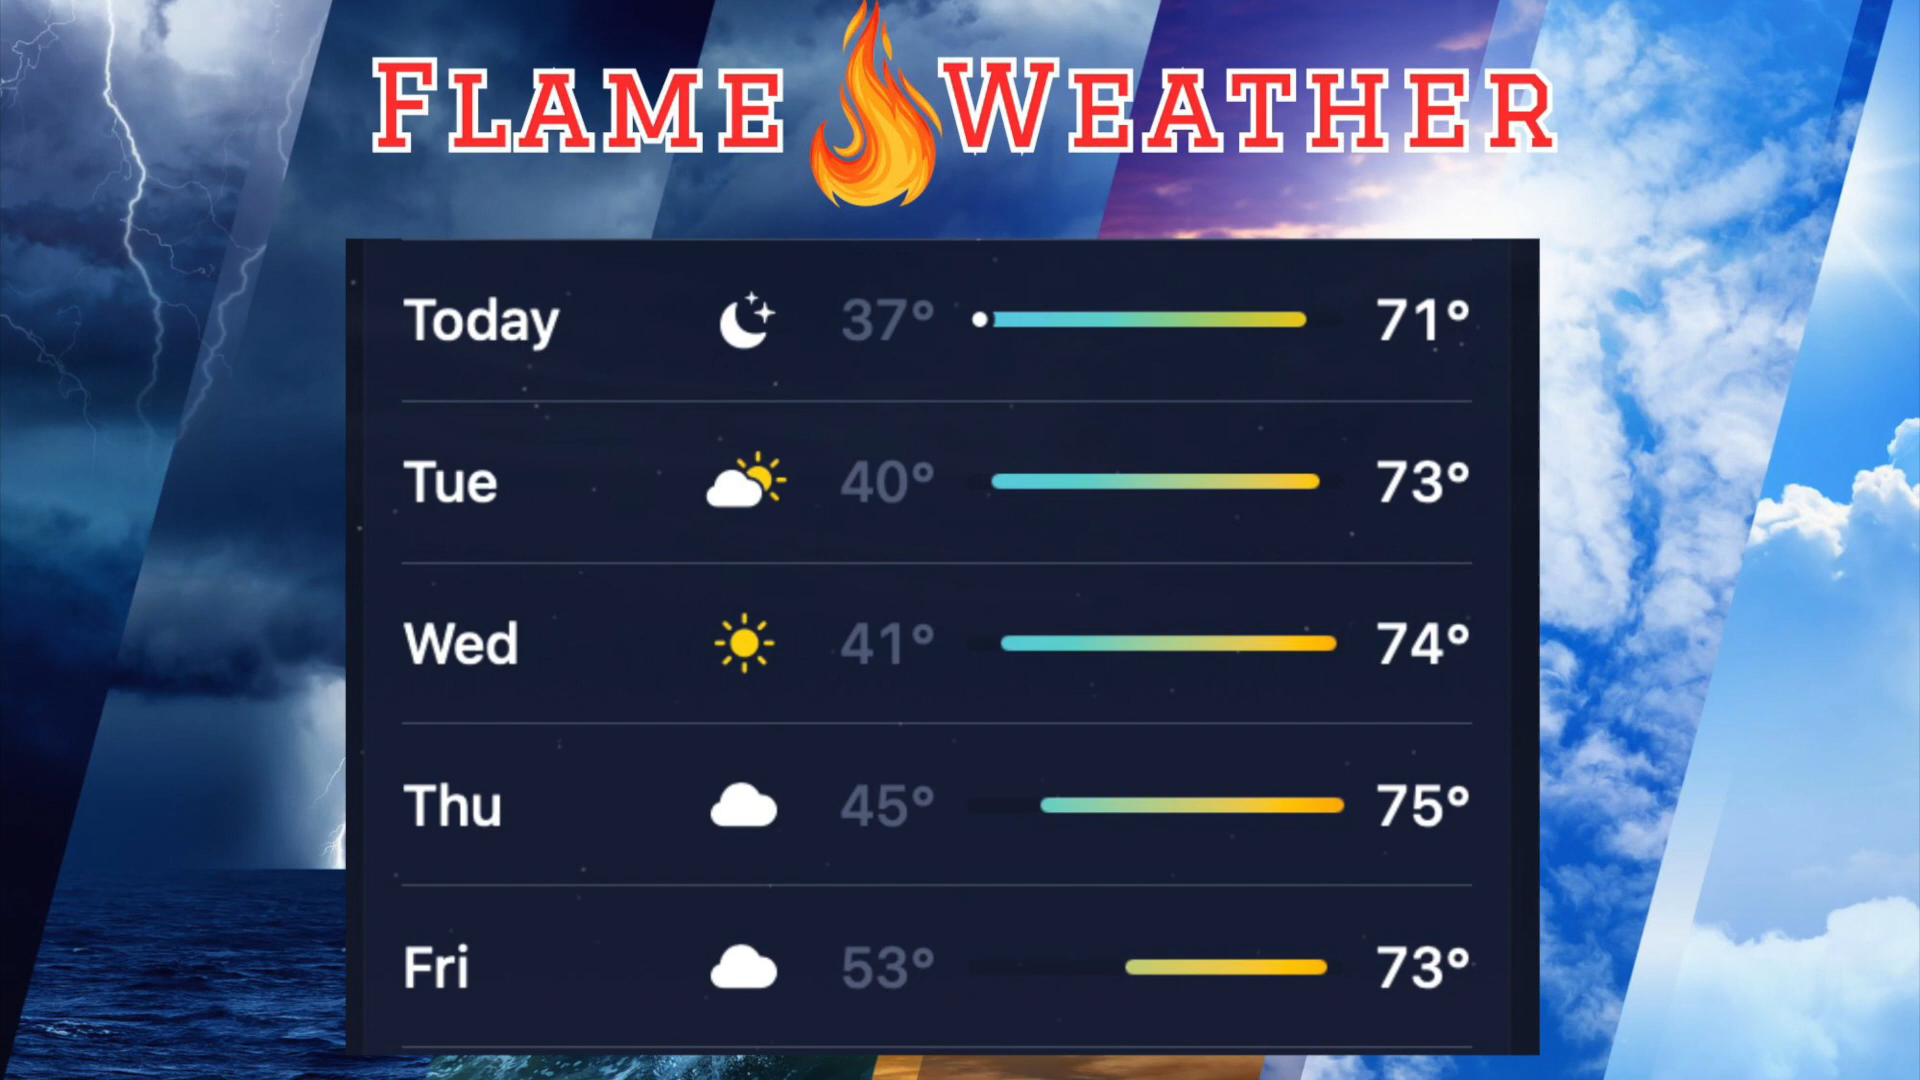 FLAME WEATHER
Today 37° 71°
Tue 40° 73°
Wed 41° 74°
Thu 45° 75°
Fri 53° 73°